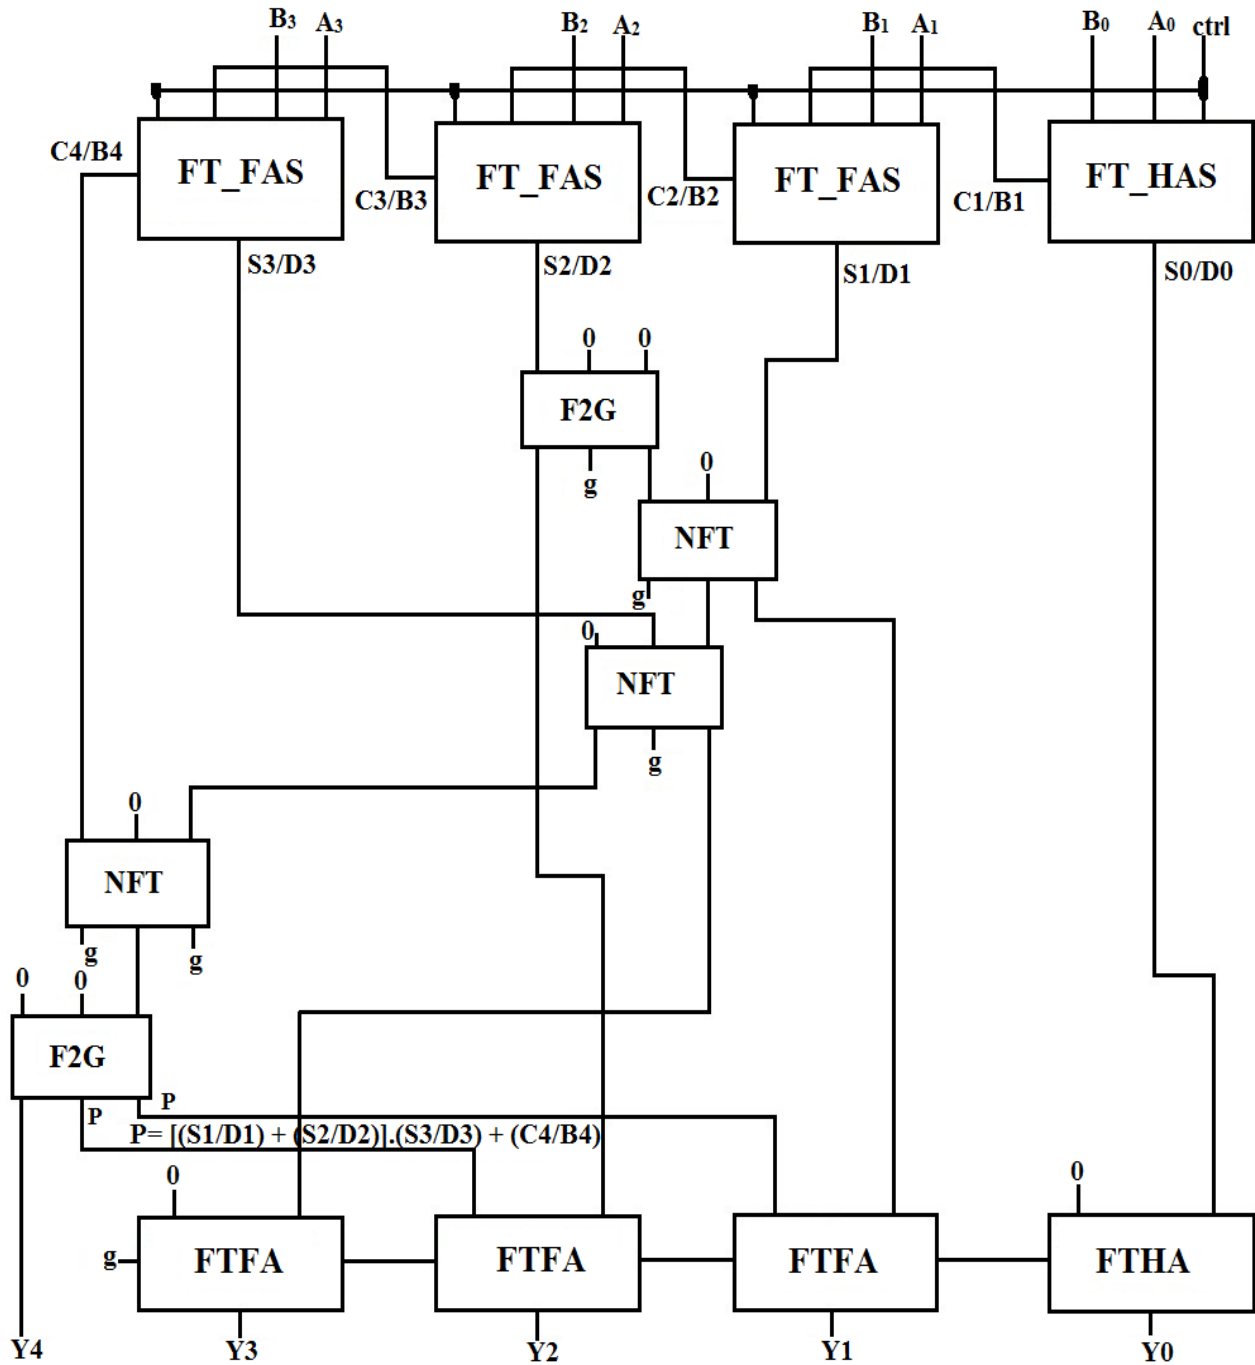 B₃ A₃ B₂ A₂ B₁ A₁ B₀ A₀ ctrl
C4/B4 FT_FAS C3/B3 FT_FAS C2/B2 FT_FAS C1/B1 FT_HAS
S3/D3 S2/D2 S1/D1 S0/D0
0 0
F2G
g
0
NFT
g
0
NFT
g
0
NFT
g g
0 0
F2G
P P
P= [(S1/D1) + (S2/D2)].(S3/D3) + (C4/B4)
0 0
g FTFA FTFA FTFA FTHA
Y4 Y3 Y2 Y1 Y0